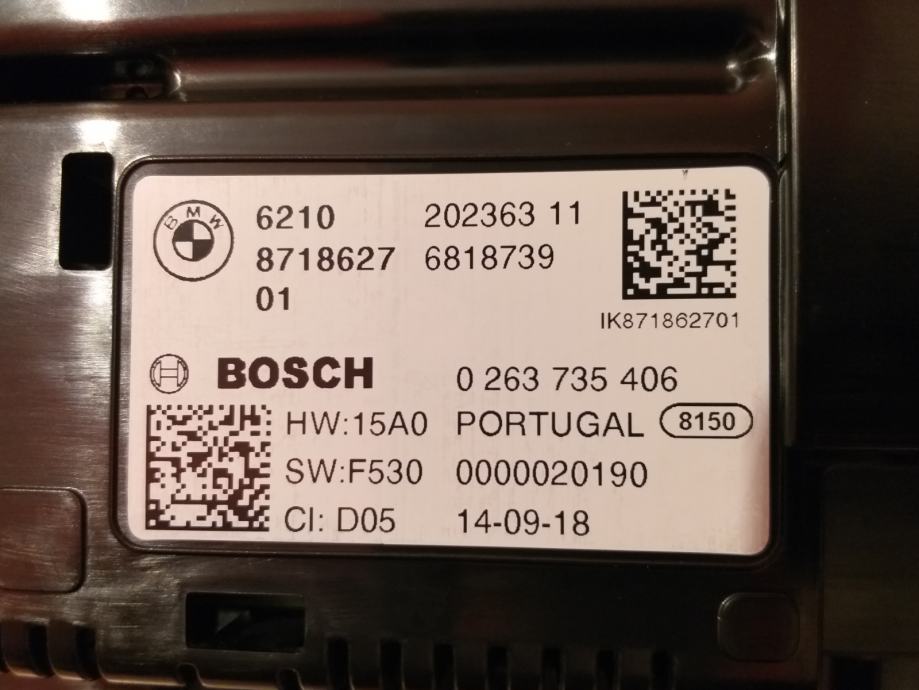 BMW
6210 202363 11
8718627 6818739
01
IK871862701
BOSCH 0 263 735 406
HW:15A0 PORTUGAL 8150
SW:F530 0000020190
CI: D05 14-09-18